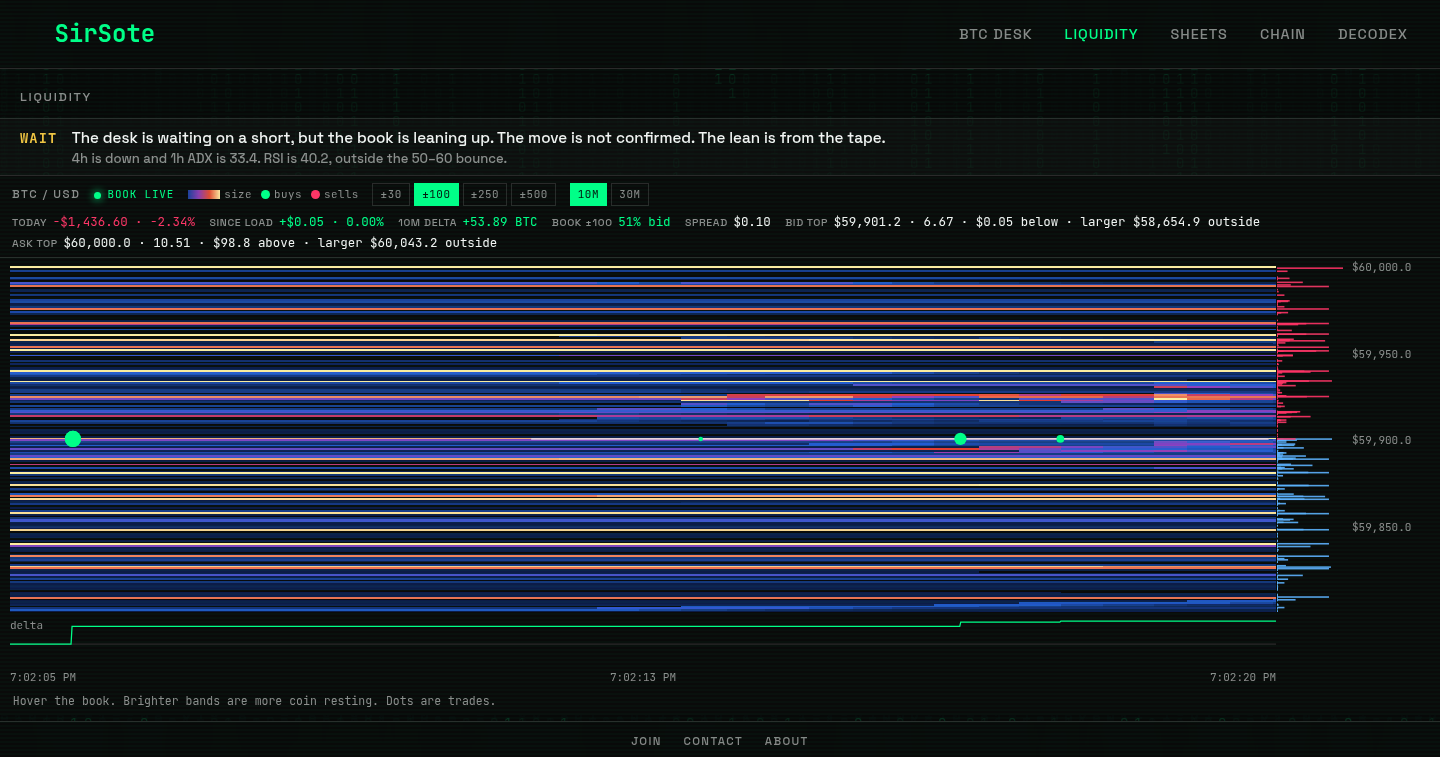 SirSote
BTC DESK LIQUIDITY SHEETS CHAIN DECODEX
LIQUIDITY
WAIT The desk is waiting on a short, but the book is leaning up. The move is not confirmed. The lean is from the tape.
4h is down and 1h ADX is 33.4. RSI is 40.2, outside the 50–60 bounce.
BTC / USD BOOK LIVE size buys sells ±30 ±100 ±250 ±500 10M 30M
TODAY -$1,436.60 · -2.34% SINCE LOAD +$0.05 · 0.00% 10M DELTA +53.89 BTC BOOK ±100 51% bid SPREAD $0.10 BID TOP $59,901.2 · 6.67 · $0.05 below · larger $58,654.9 outside
ASK TOP $60,000.0 · 10.51 · $98.8 above · larger $60,043.2 outside
$60,000.0
$59,950.0
$59,900.0
$59,850.0
delta
7:02:05 PM 7:02:13 PM 7:02:20 PM
Hover the book. Brighter bands are more coin resting. Dots are trades.
JOIN CONTACT ABOUT